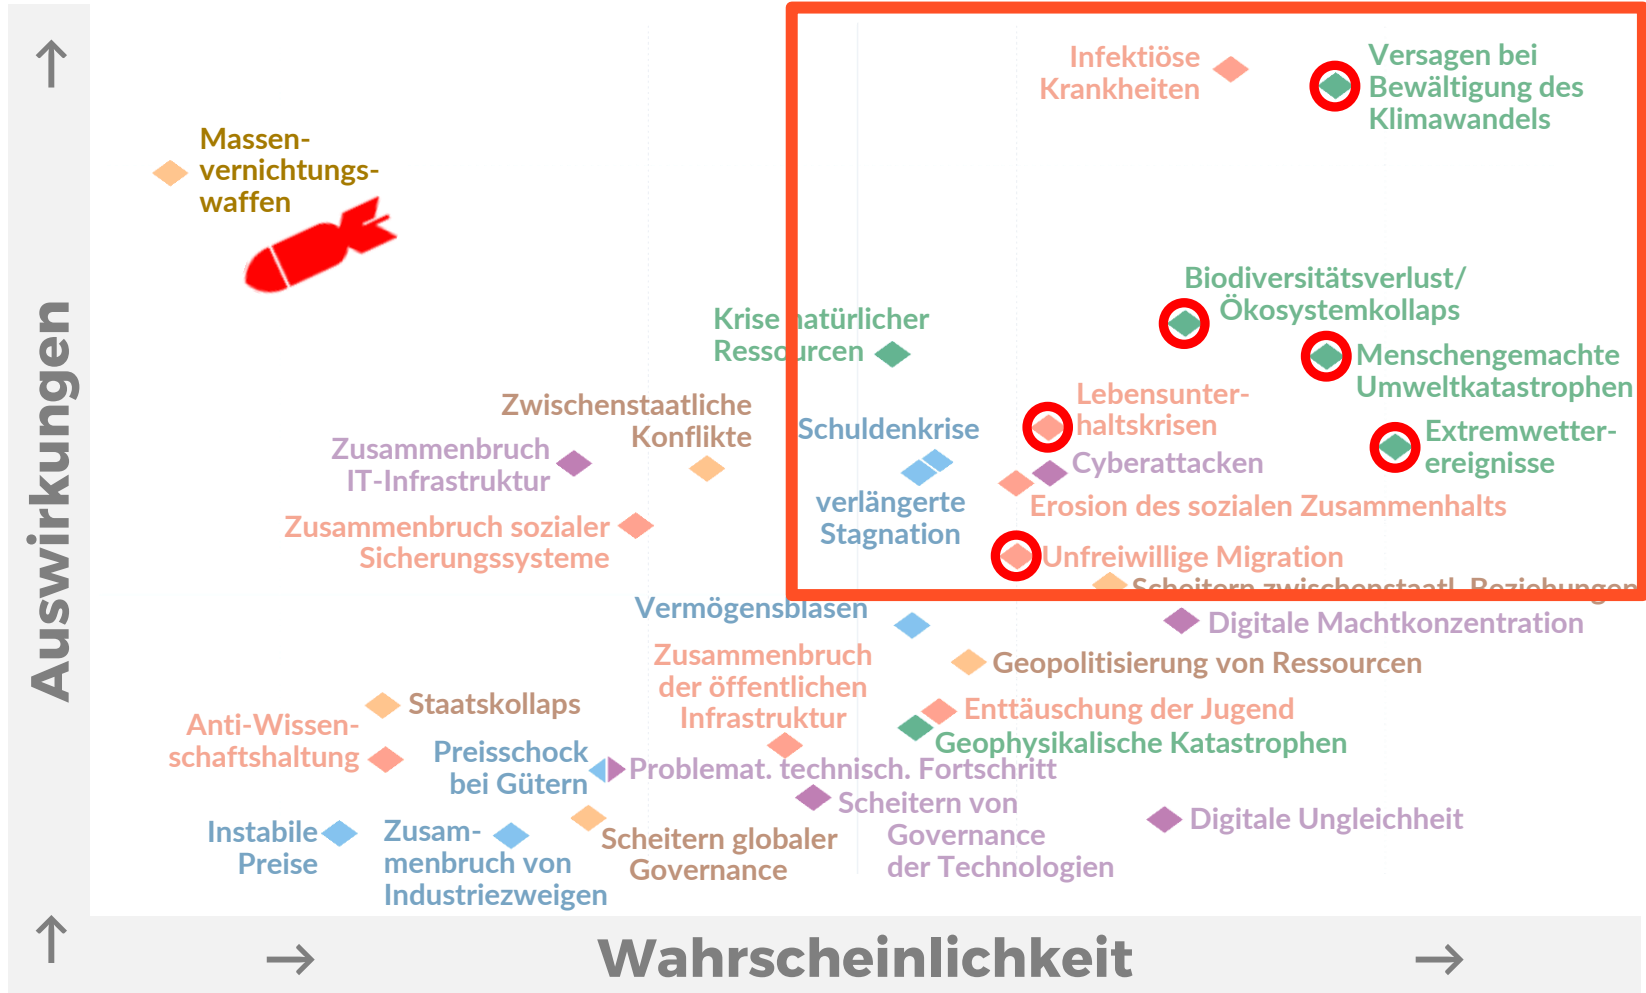 Infektiöse
Krankheiten
Versagen bei
Bewältigung des
Klimawandels
Massen-
vernichtungs-
waffen
Biodiversitätsverlust/
Ökosystemkollaps
Krise natürlicher
Ressourcen
Menschengemachte
Umweltkatastrophen
Zwischenstaatliche
Konflikte
Lebensunter-
haltskrisen
Schuldenkrise
Extremwetter-
ereignisse
Zusammenbruch
IT-Infrastruktur
Cyberattacken
verlängerte
Stagnation
Erosion des sozialen Zusammenhalts
Zusammenbruch sozialer
Sicherungssysteme
Unfreiwillige Migration
Scheitern zwischenstaatl. Beziehungen
Vermögensblasen
Digitale Machtkonzentration
Zusammenbruch
der öffentlichen
Infrastruktur
Geopolitisierung von Ressourcen
Staatskollaps
Enttäuschung der Jugend
Anti-Wissen-
schaftshaltung
Geophysikalische Katastrophen
Preisschock
bei Gütern
Problemat. technisch. Fortschritt
Scheitern von
Governance
der Technologien
Digitale Ungleichheit
Instabile
Preise
Zusam-
menbruch von
Industriezweigen
Scheitern globaler
Governance
Auswirkungen
Wahrscheinlichkeit